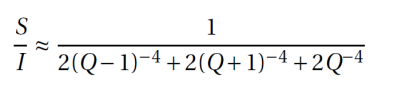 S/I ≈ 1 / (2(Q−1)⁻⁴ + 2(Q+1)⁻⁴ + 2Q⁻⁴)